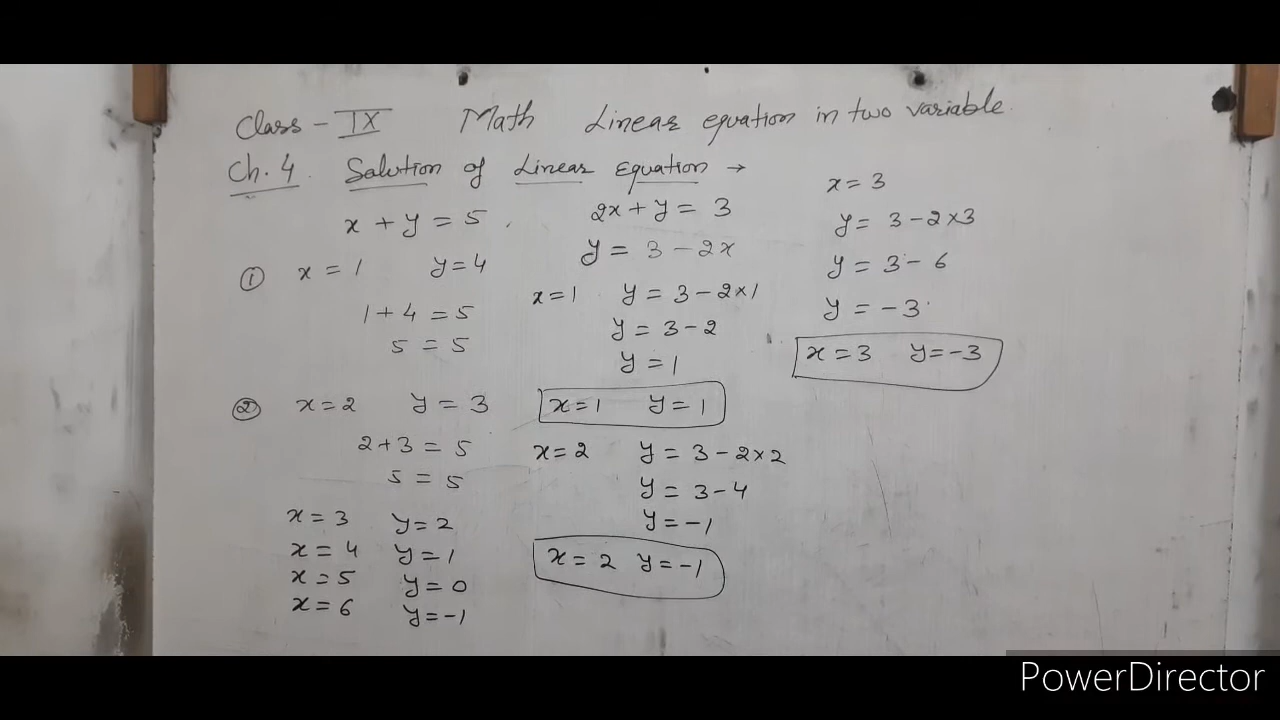 Class - IX Math Linear equation in two variable
Ch. 4. Solution of Linear Equation →
x + y = 5,
① x = 1 y = 4
1 + 4 = 5
5 = 5
② x = 2 y = 3
2 + 3 = 5
5 = 5
x = 3 y = 2
x = 4 y = 1
x = 5 y = 0
x = 6 y = -1
2x + y = 3
y = 3 - 2x
x = 1 y = 3 - 2 × 1
y = 3 - 2
y = 1
x = 1 y = 1
x = 2 y = 3 - 2 × 2
y = 3 - 4
y = -1
x = 2 y = -1
x = 3
y = 3 - 2 × 3
y = 3 - 6
y = -3
x = 3 y = -3
PowerDirector